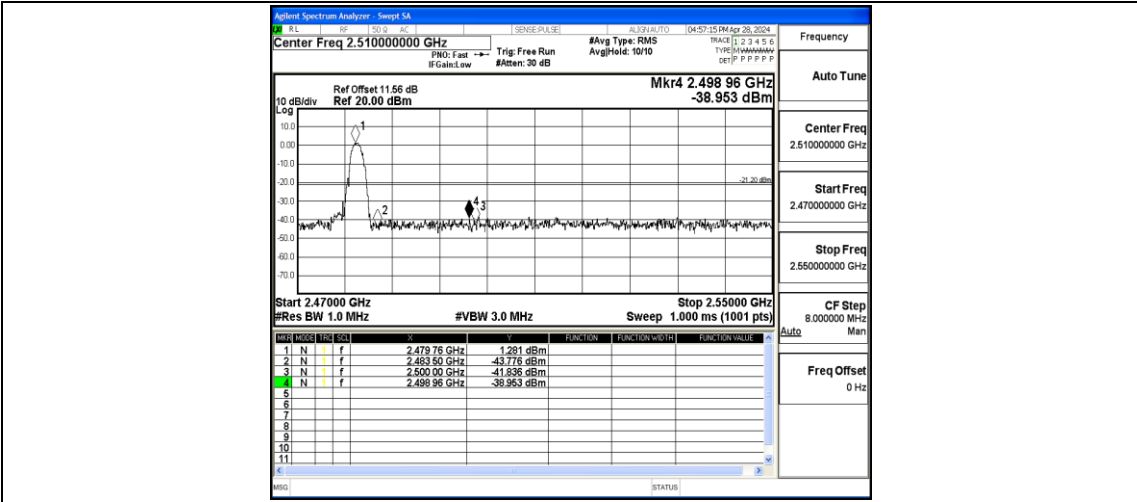 Agilent Spectrum Analyzer - Swept SA
RL RF 50 Ω AC SENSE:PULSE ALIGNAUTO 04:57:15 PM Apr 28, 2024
Center Freq 2.510000000 GHz
PNO: Fast
IFGain:Low
Trig: Free Run
#Atten: 30 dB
#Avg Type: RMS
Avg|Hold: 10/10
TRACE 1 2 3 4 5 6
TYPE M
DET P P P P P P
Mkr4 2.498 96 GHz
-38.953 dBm
Ref Offset 11.56 dB
10 dB/div Ref 20.00 dBm
Log
10.0
0.00
-10.0
-20.0
-30.0
-40.0
-50.0
-60.0
-70.0
1
2
4
3
-21.20 dBm
Start 2.47000 GHz Stop 2.55000 GHz
#Res BW 1.0 MHz #VBW 3.0 MHz Sweep 1.000 ms (1001 pts)
MKR MODE TRC SCL X Y FUNCTION FUNCTION WIDTH FUNCTION VALUE
1 N 1 f 2.479 76 GHz 1.281 dBm
2 N 1 f 2.483 50 GHz -43.776 dBm
3 N 1 f 2.500 00 GHz -41.836 dBm
4 N 1 f 2.498 96 GHz -38.953 dBm
5
6
7
8
9
10
11
MSG STATUS
Frequency
Auto Tune
Center Freq
2.510000000 GHz
Start Freq
2.470000000 GHz
Stop Freq
2.550000000 GHz
CF Step
8.000000 MHz
Auto Man
Freq Offset
0 Hz